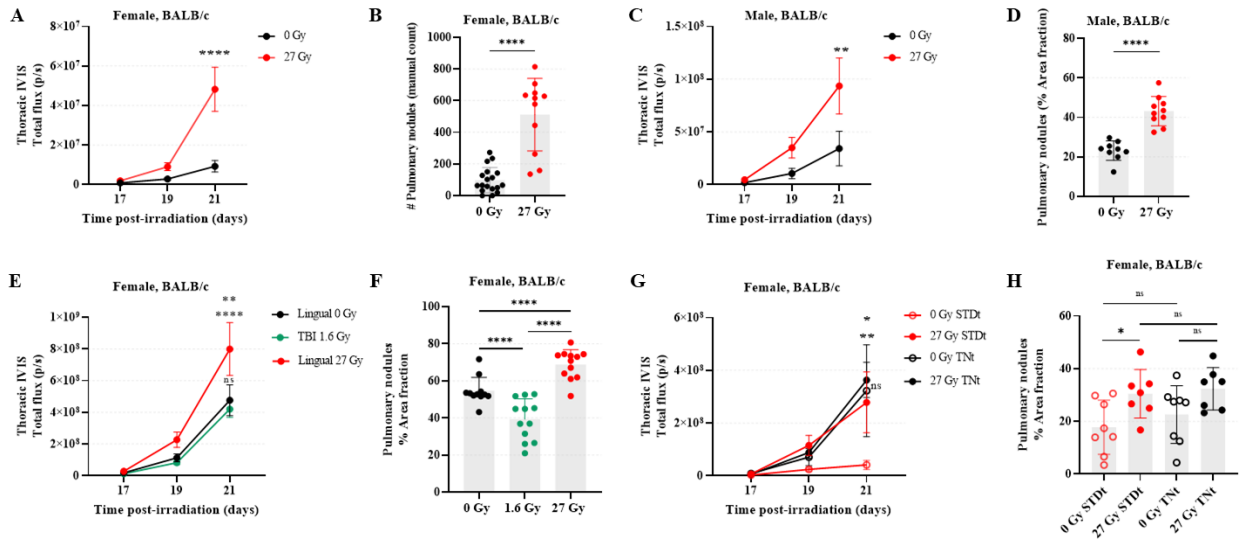 A
Female, BALB/c
Thoracic IVIS
Total flux (p/s)
8×10⁷
6×10⁷
4×10⁷
2×10⁷
0
17
19
21
Time post-irradiation (days)
0 Gy
27 Gy
****
B
Female, BALB/c
# Pulmonary nodules (manual count)
1000
800
600
400
200
0
****
0 Gy
27 Gy
C
Male, BALB/c
Thoracic IVIS
Total flux (p/s)
1×10⁸
5×10⁷
0
17
19
21
Time post-irradiation (days)
0 Gy
27 Gy
**
D
Male, BALB/c
Pulmonary nodules (% Area fraction)
80
60
40
20
0
****
0 Gy
27 Gy
E
Female, BALB/c
Thoracic IVIS
Total flux (p/s)
1×10⁹
8×10⁸
6×10⁸
4×10⁸
2×10⁸
0
17
19
21
Time post-irradiation (days)
Lingual 0 Gy
TBI 1.6 Gy
Lingual 27 Gy
**
****
ns
F
Female, BALB/c
Pulmonary nodules
% Area fraction
100
80
60
40
20
0
****
****
****
0 Gy
1.6 Gy
27 Gy
G
Female, BALB/c
Thoracic IVIS
Total flux (p/s)
6×10⁸
4×10⁸
2×10⁸
0
17
19
21
Time post-irradiation (days)
0 Gy STDt
27 Gy STDt
0 Gy TNt
27 Gy TNt
*
**
ns
H
Female, BALB/c
Pulmonary nodules
% Area fraction
60
40
20
0
ns
ns
*
ns
0 Gy STDt
27 Gy STDt
0 Gy TNt
27 Gy TNt